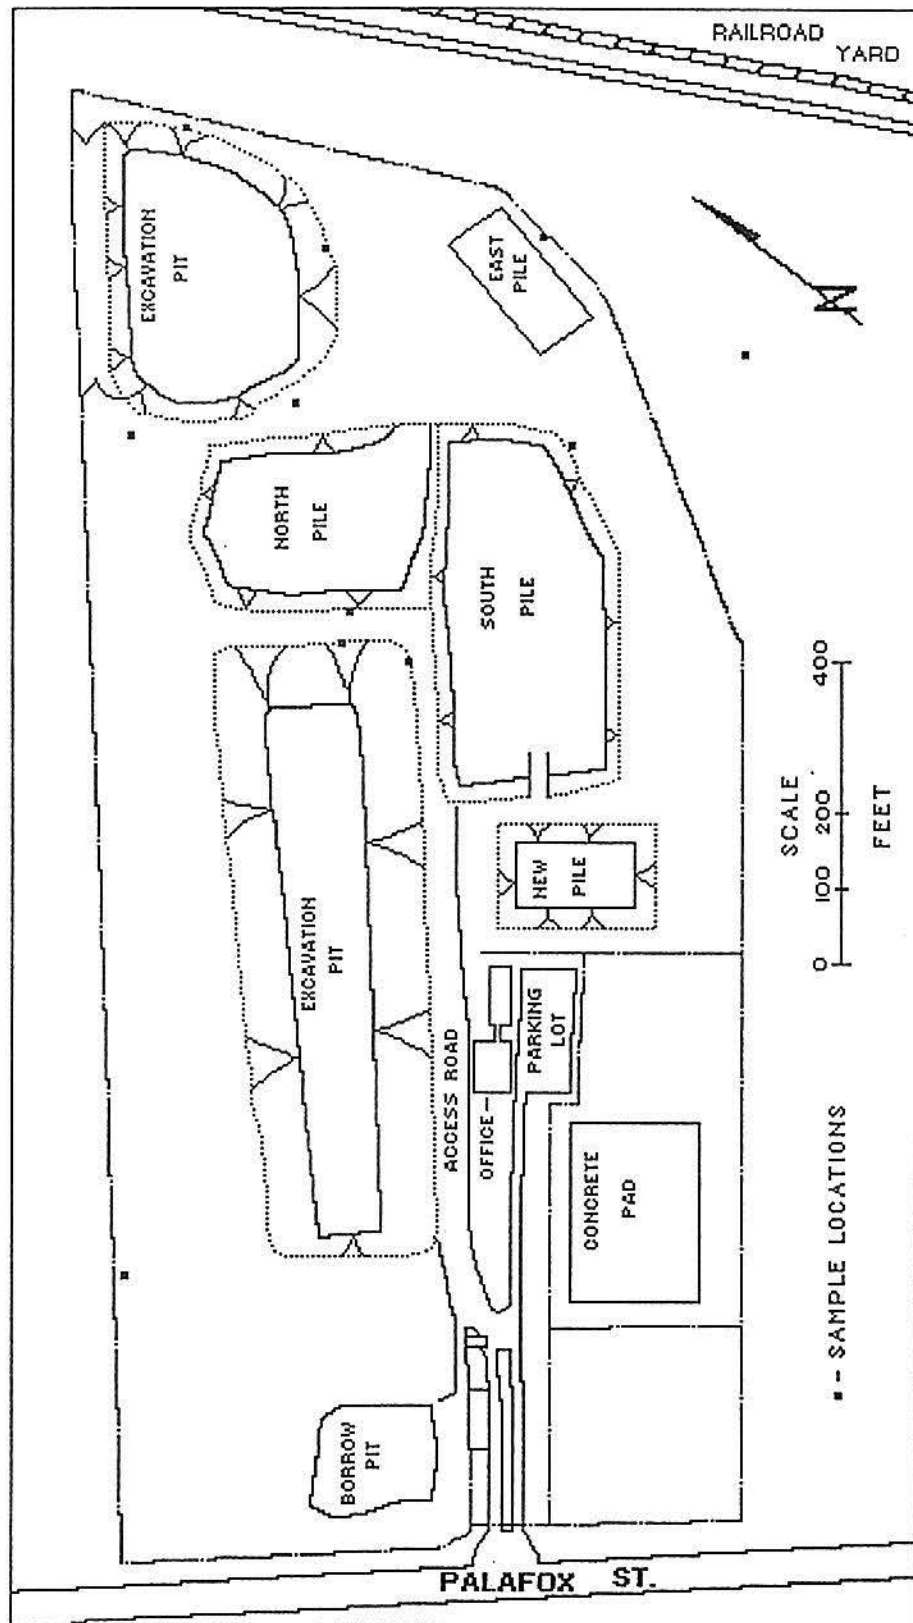 RAILROAD
YARD
EXCAVATION
PIT
EAST
PILE
N
NORTH
PILE
SOUTH
PILE
EXCAVATION
PIT
NEW
PILE
SCALE
0 100 200 400
FEET
ACCESS ROAD
OFFICE
PARKING
LOT
CONCRETE
PAD
- SAMPLE LOCATIONS
BORROW
PIT
PALAFOX ST.